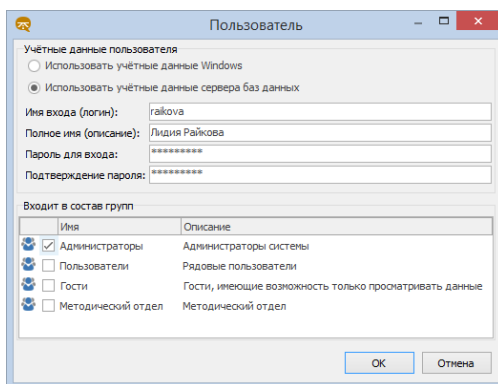 Пользователь
Учётные данные пользователя
Использовать учётные данные Windows
Использовать учётные данные сервера баз данных
Имя входа (логин): raikova
Полное имя (описание): Лидия Райкова
Пароль для входа: *********
Подтверждение пароля: *********
Входит в состав групп
Имя Описание
Администраторы Администраторы системы
Пользователи Рядовые пользователи
Гости Гости, имеющие возможность только просматривать данные
Методический отдел Методический отдел
ОК Отмена